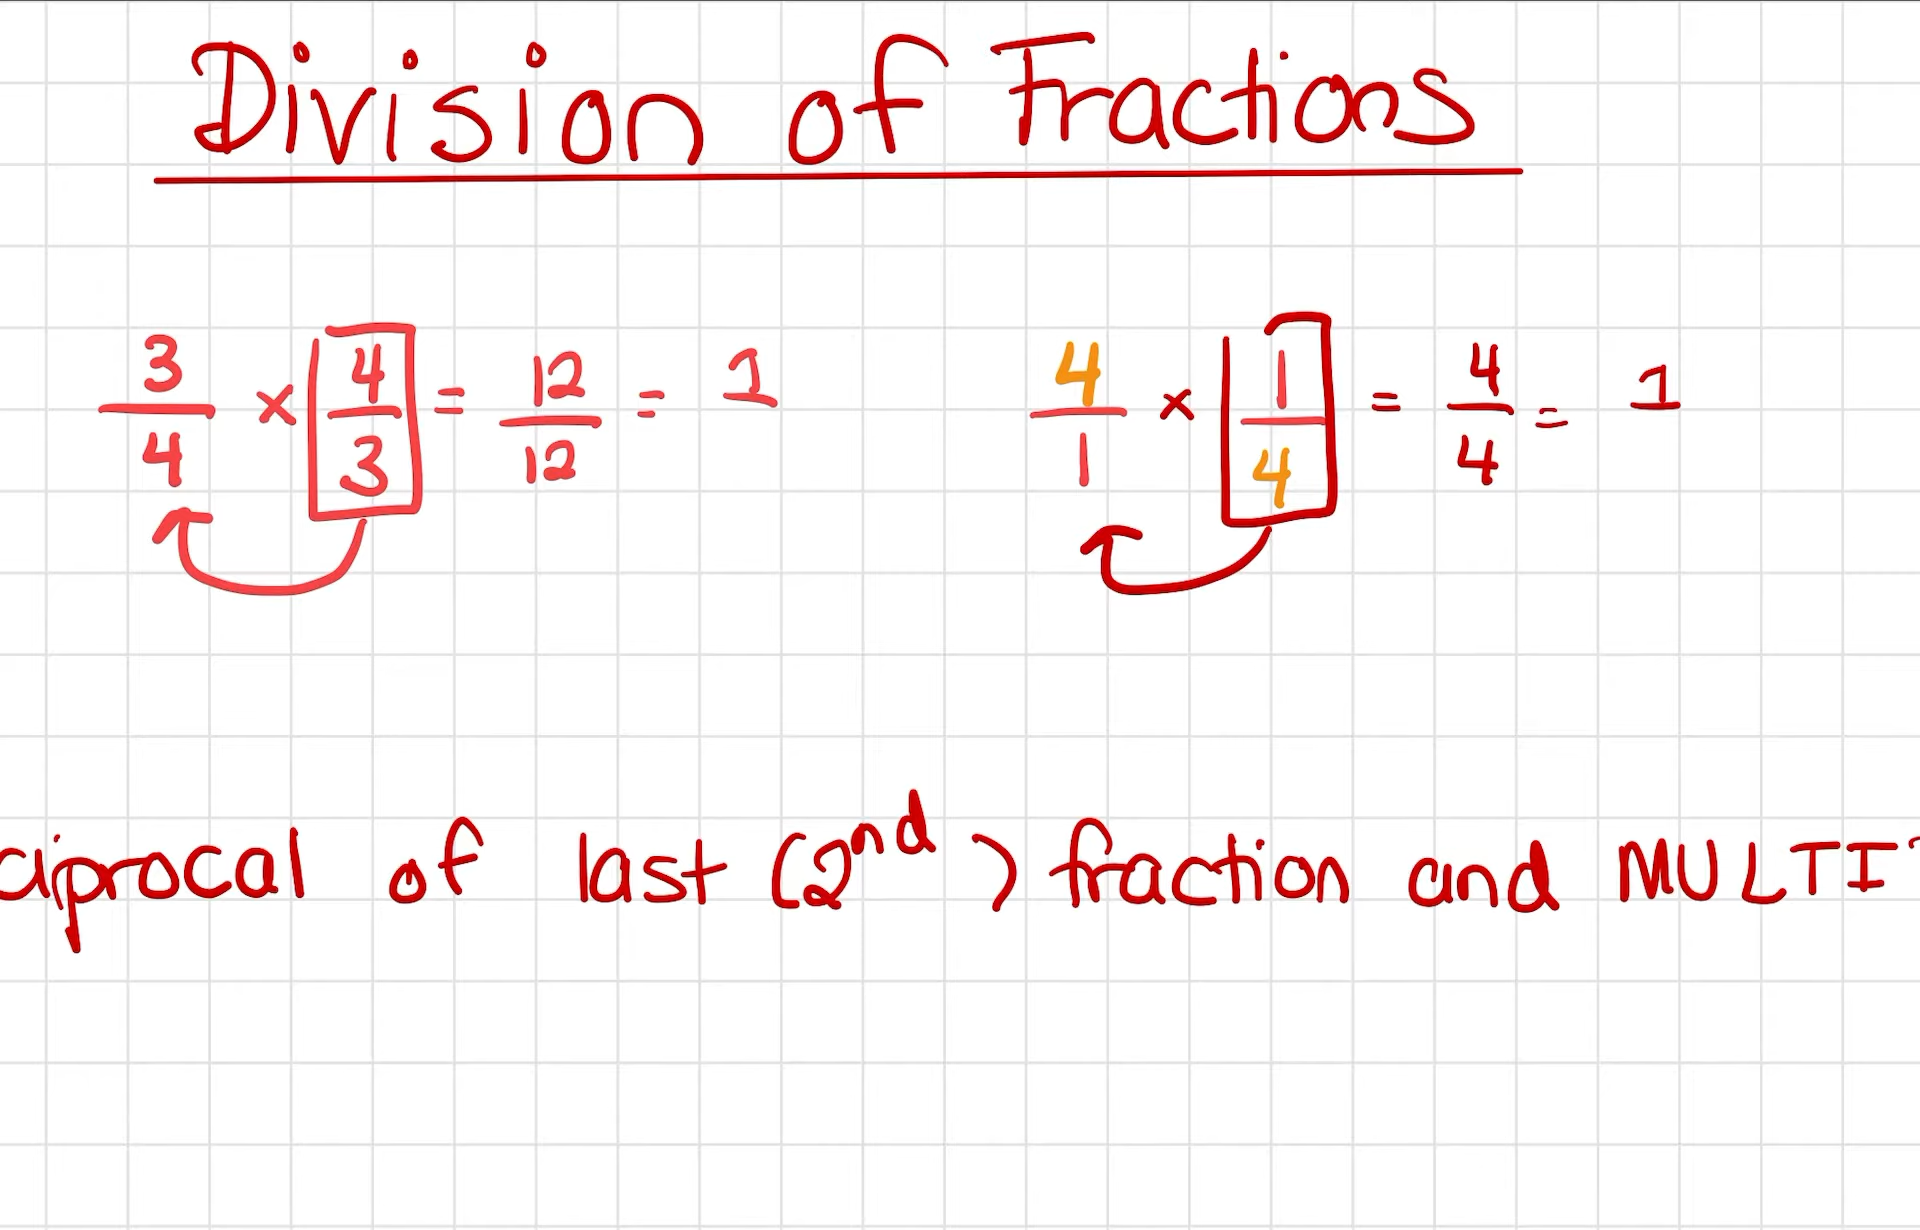 Division of Fractions
3/4 × 4/3 = 12/12 = 1
4/1 × 1/4 = 4/4 = 1
ciprocal of last (2nd) fraction and MULTI